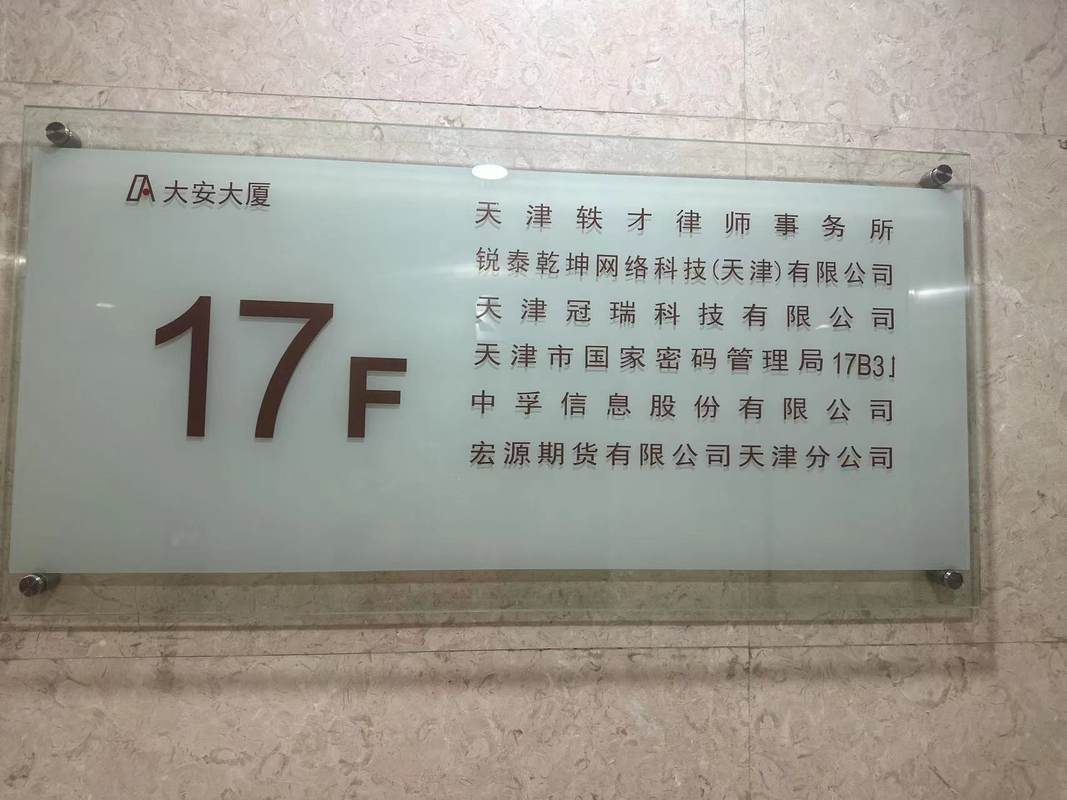 大安大厦
17F
天津轶才律师事务所
锐泰乾坤网络科技(天津)有限公司
天津冠瑞科技有限公司
天津市国家密码管理局17B3
中孚信息股份有限公司
宏源期货有限公司天津分公司